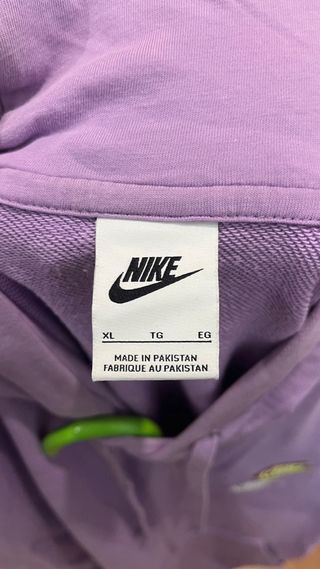 NIKE
XL TG EG
MADE IN PAKISTAN
FABRIQUE AU PAKISTAN